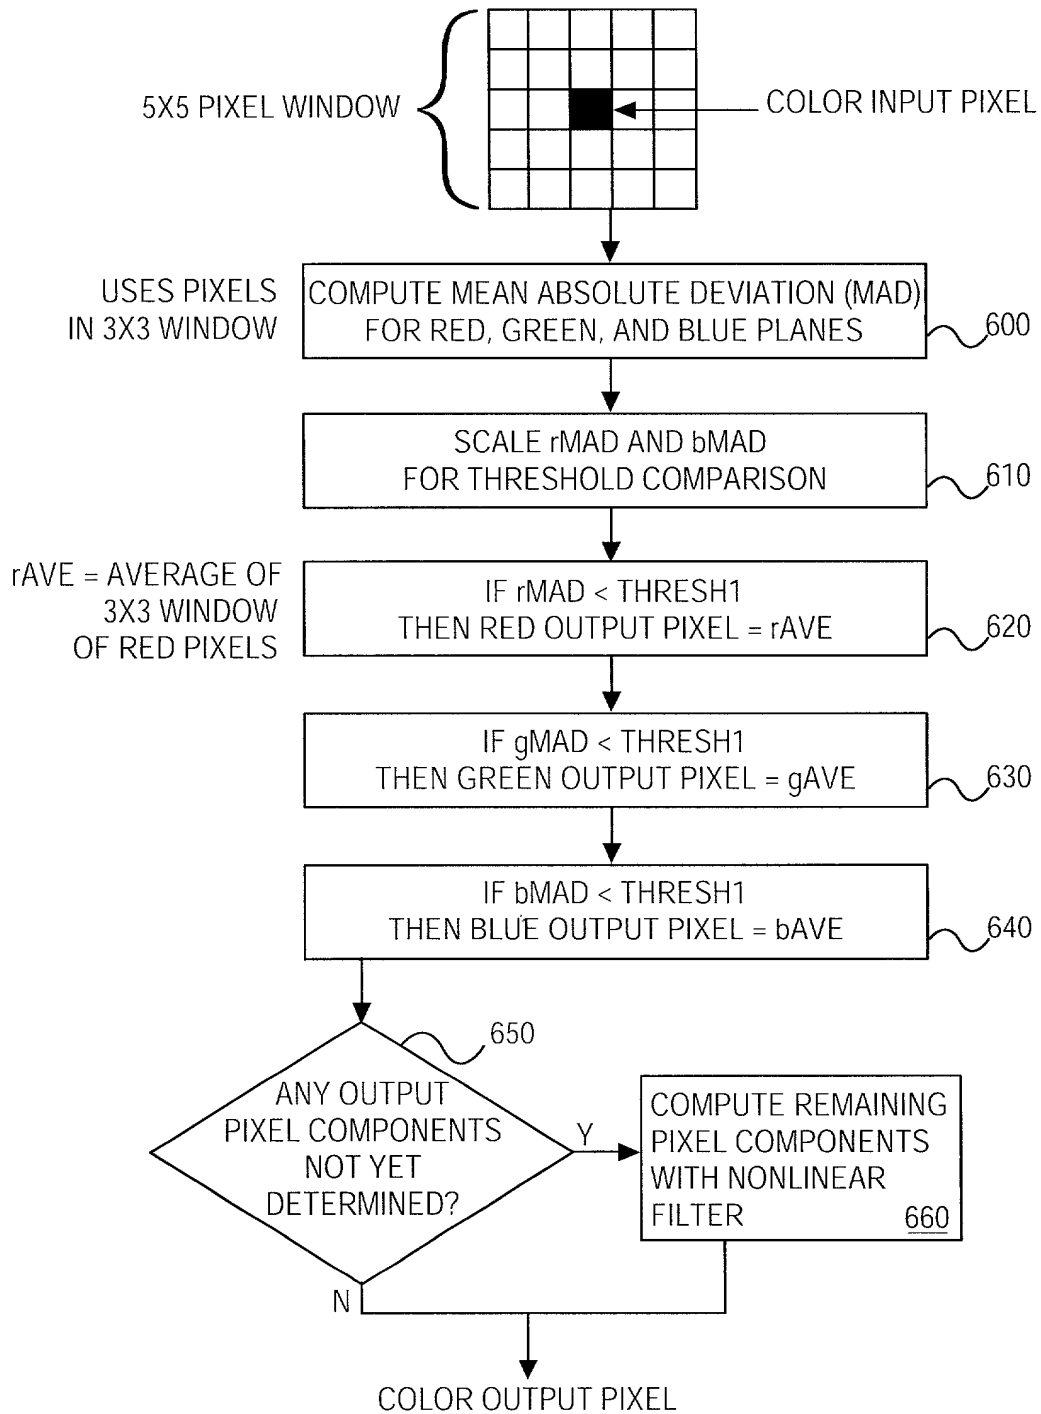 5X5 PIXEL WINDOW
COLOR INPUT PIXEL
USES PIXELS
IN 3X3 WINDOW
COMPUTE MEAN ABSOLUTE DEVIATION (MAD)
FOR RED, GREEN, AND BLUE PLANES
600
SCALE rMAD AND bMAD
FOR THRESHOLD COMPARISON
610
rAVE = AVERAGE OF
3X3 WINDOW
OF RED PIXELS
IF rMAD < THRESH1
THEN RED OUTPUT PIXEL = rAVE
620
IF gMAD < THRESH1
THEN GREEN OUTPUT PIXEL = gAVE
630
IF bMAD < THRESH1
THEN BLUE OUTPUT PIXEL = bAVE
640
650
ANY OUTPUT
PIXEL COMPONENTS
NOT YET
DETERMINED?
Y
COMPUTE REMAINING
PIXEL COMPONENTS
WITH NONLINEAR
FILTER
660
N
COLOR OUTPUT PIXEL